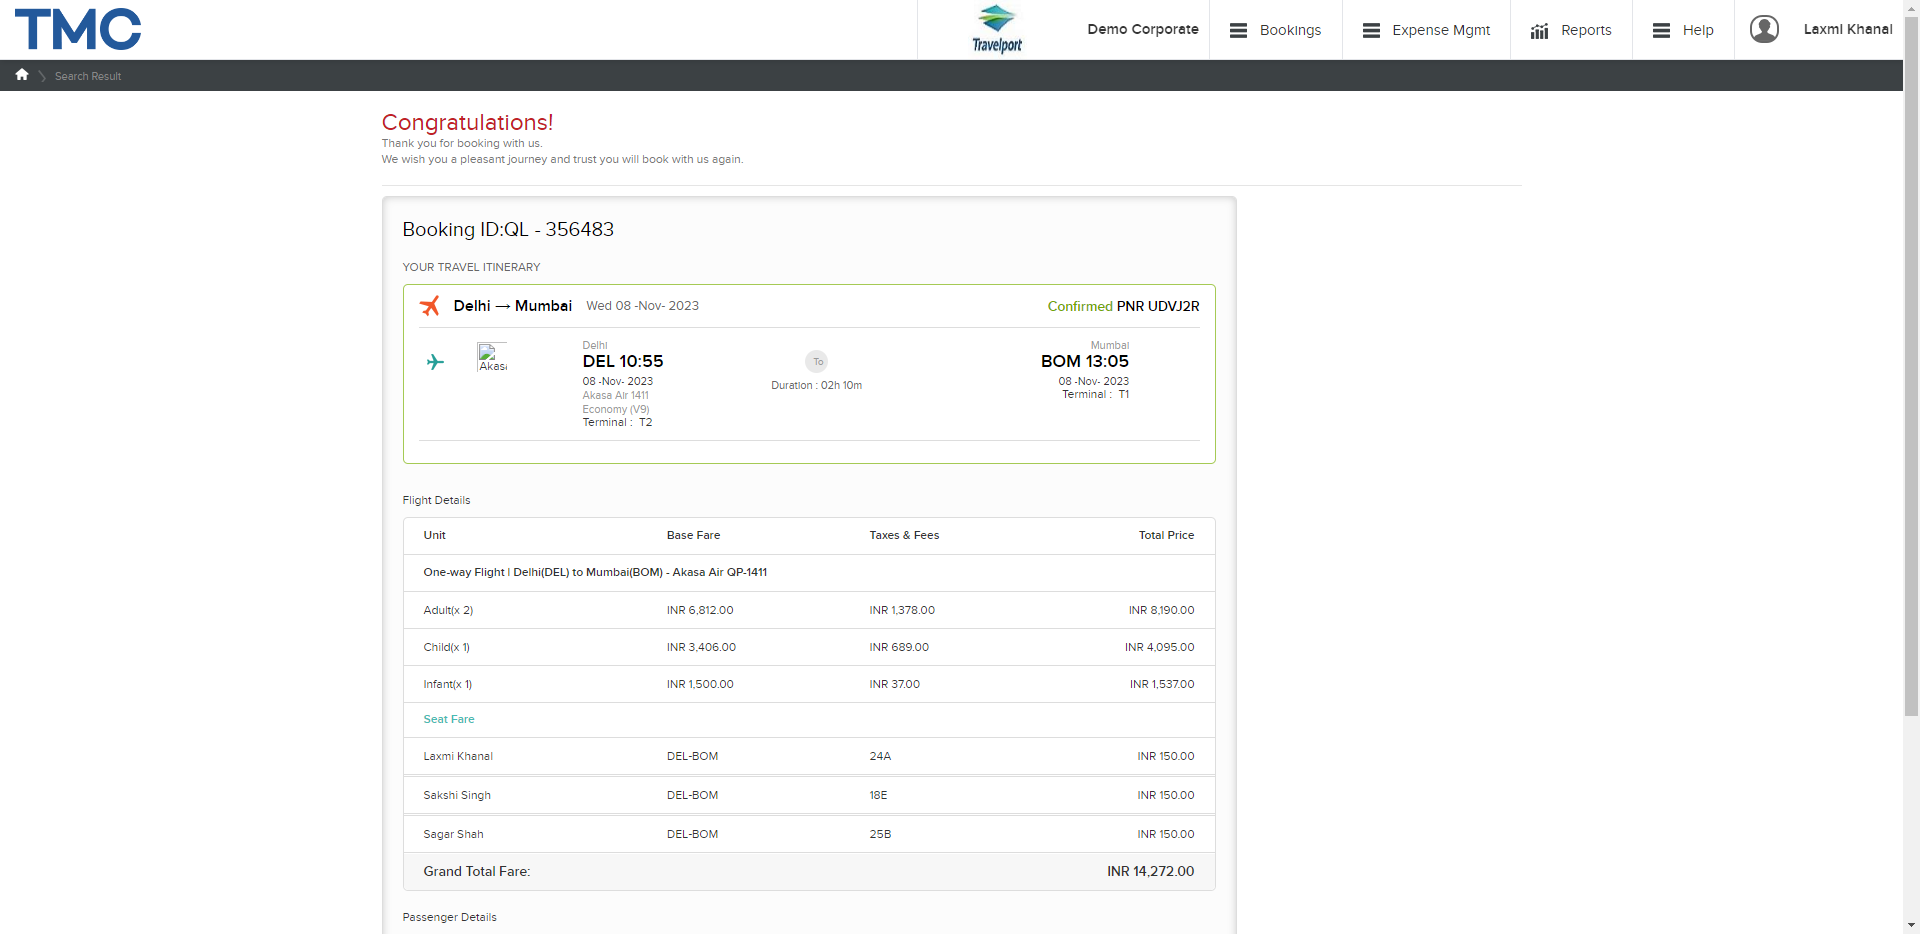 TMC
Travelport
Demo Corporate
Bookings
Expense Mgmt
Reports
Help
Laxmi Khanal
Search Result
Congratulations!
Thank you for booking with us.
We wish you a pleasant journey and trust you will book with us again.
Booking ID:QL - 356483
YOUR TRAVEL ITINERARY
Delhi → Mumbai Wed 08 -Nov- 2023 Confirmed PNR UDVJ2R
Akasa
Delhi
DEL 10:55
08 -Nov- 2023
Akasa Air 1411
Economy (V9)
Terminal : T2
To
Duration : 02h 10m
Mumbai
BOM 13:05
08 -Nov- 2023
Terminal : T1
Flight Details
Unit Base Fare Taxes & Fees Total Price
One-way Flight | Delhi(DEL) to Mumbai(BOM) - Akasa Air QP-1411
Adult(x 2) INR 6,812.00 INR 1,378.00 INR 8,190.00
Child(x 1) INR 3,406.00 INR 689.00 INR 4,095.00
Infant(x 1) INR 1,500.00 INR 37.00 INR 1,537.00
Seat Fare
Laxmi Khanal DEL-BOM 24A INR 150.00
Sakshi Singh DEL-BOM 18E INR 150.00
Sagar Shah DEL-BOM 25B INR 150.00
Grand Total Fare: INR 14,272.00
Passenger Details